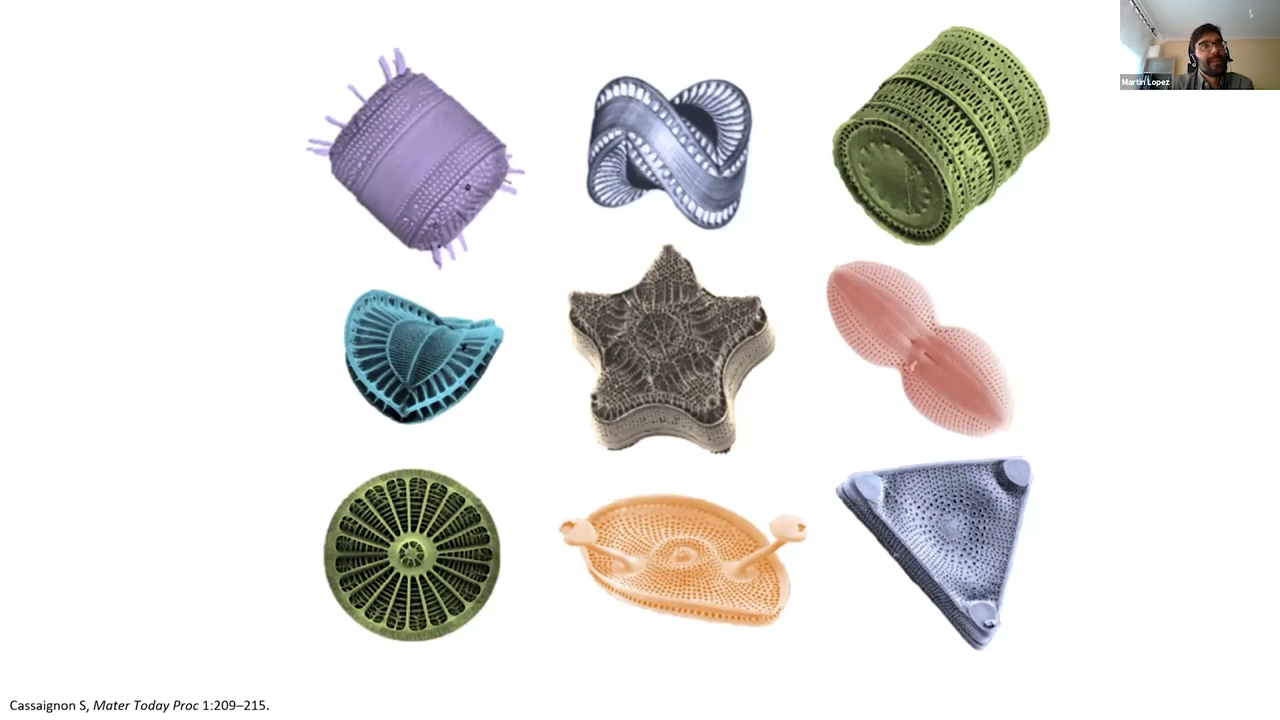 Martin Lopez
Cassaignon S, Mater Today Proc 1:209–215.